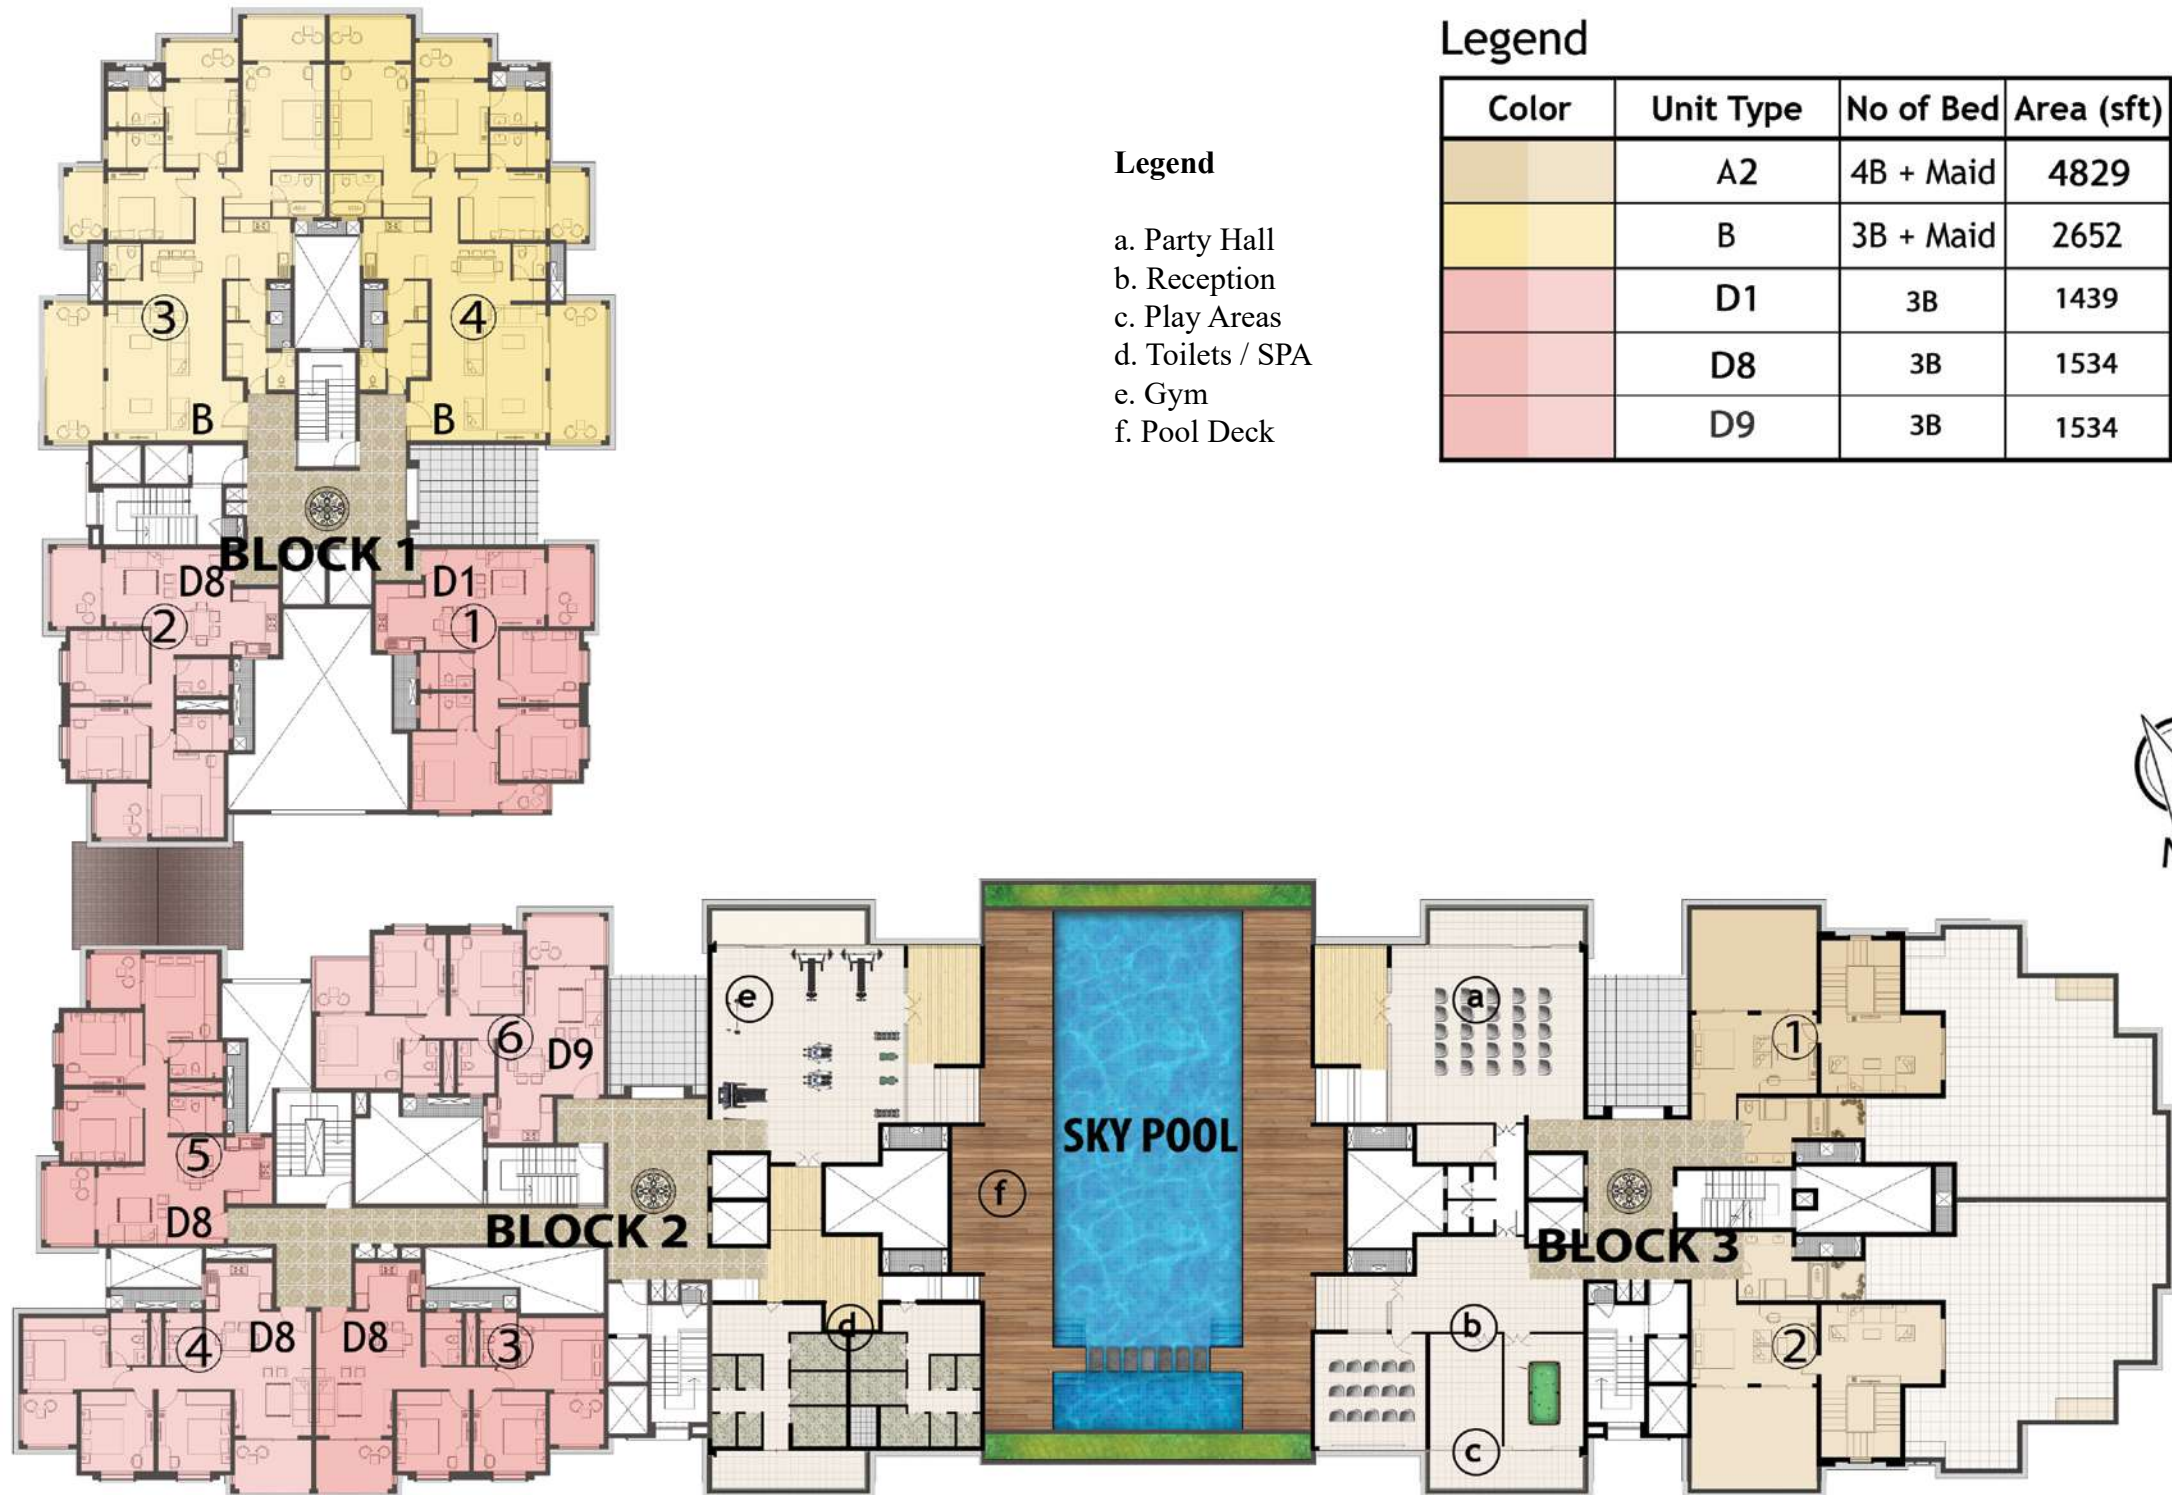 Legend
Color Unit Type No of Bed Area (sft)
A2 4B + Maid 4829
B 3B + Maid 2652
D1 3B 1439
D8 3B 1534
D9 3B 1534
Legend
a. Party Hall
b. Reception
c. Play Areas
d. Toilets / SPA
e. Gym
f. Pool Deck
3
4
B
B
BLOCK 1
D8
D1
2
1
N
e
a
1
6
D9
SKY POOL
5
f
D8
BLOCK 2
BLOCK 3
4
D8
D8
3
d
b
2
c